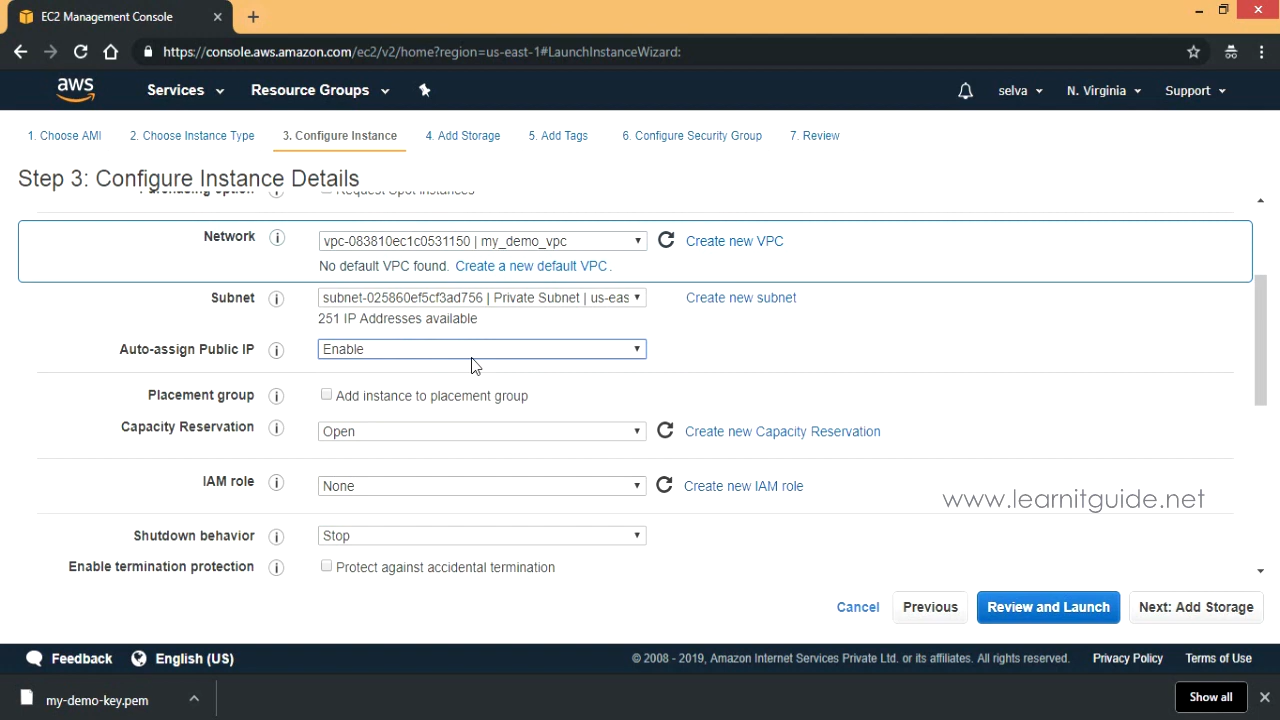 EC2 Management Console
https://console.aws.amazon.com/ec2/v2/home?region=us-east-1#LaunchInstanceWizard:
aws Services Resource Groups selva N. Virginia Support
1. Choose AMI 2. Choose Instance Type 3. Configure Instance 4. Add Storage 5. Add Tags 6. Configure Security Group 7. Review
Step 3: Configure Instance Details
Purchasing option Request Spot Instances
Network vpc-083810ec1c0531150 | my_demo_vpc Create new VPC
No default VPC found. Create a new default VPC.
Subnet subnet-025860ef5cf3ad756 | Private Subnet | us-eas Create new subnet
251 IP Addresses available
Auto-assign Public IP Enable
Placement group Add instance to placement group
Capacity Reservation Open Create new Capacity Reservation
IAM role None Create new IAM role
www.learnitguide.net
Shutdown behavior Stop
Enable termination protection Protect against accidental termination
Cancel Previous Review and Launch Next: Add Storage
Feedback English (US) © 2008 - 2019, Amazon Internet Services Private Ltd. or its affiliates. All rights reserved. Privacy Policy Terms of Use
my-demo-key.pem Show all